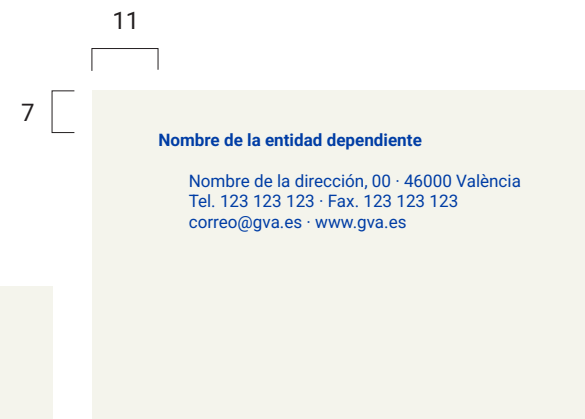 11
7
Nombre de la entidad dependiente
Nombre de la dirección, 00 · 46000 València
Tel. 123 123 123 · Fax. 123 123 123
correo@gva.es · www.gva.es